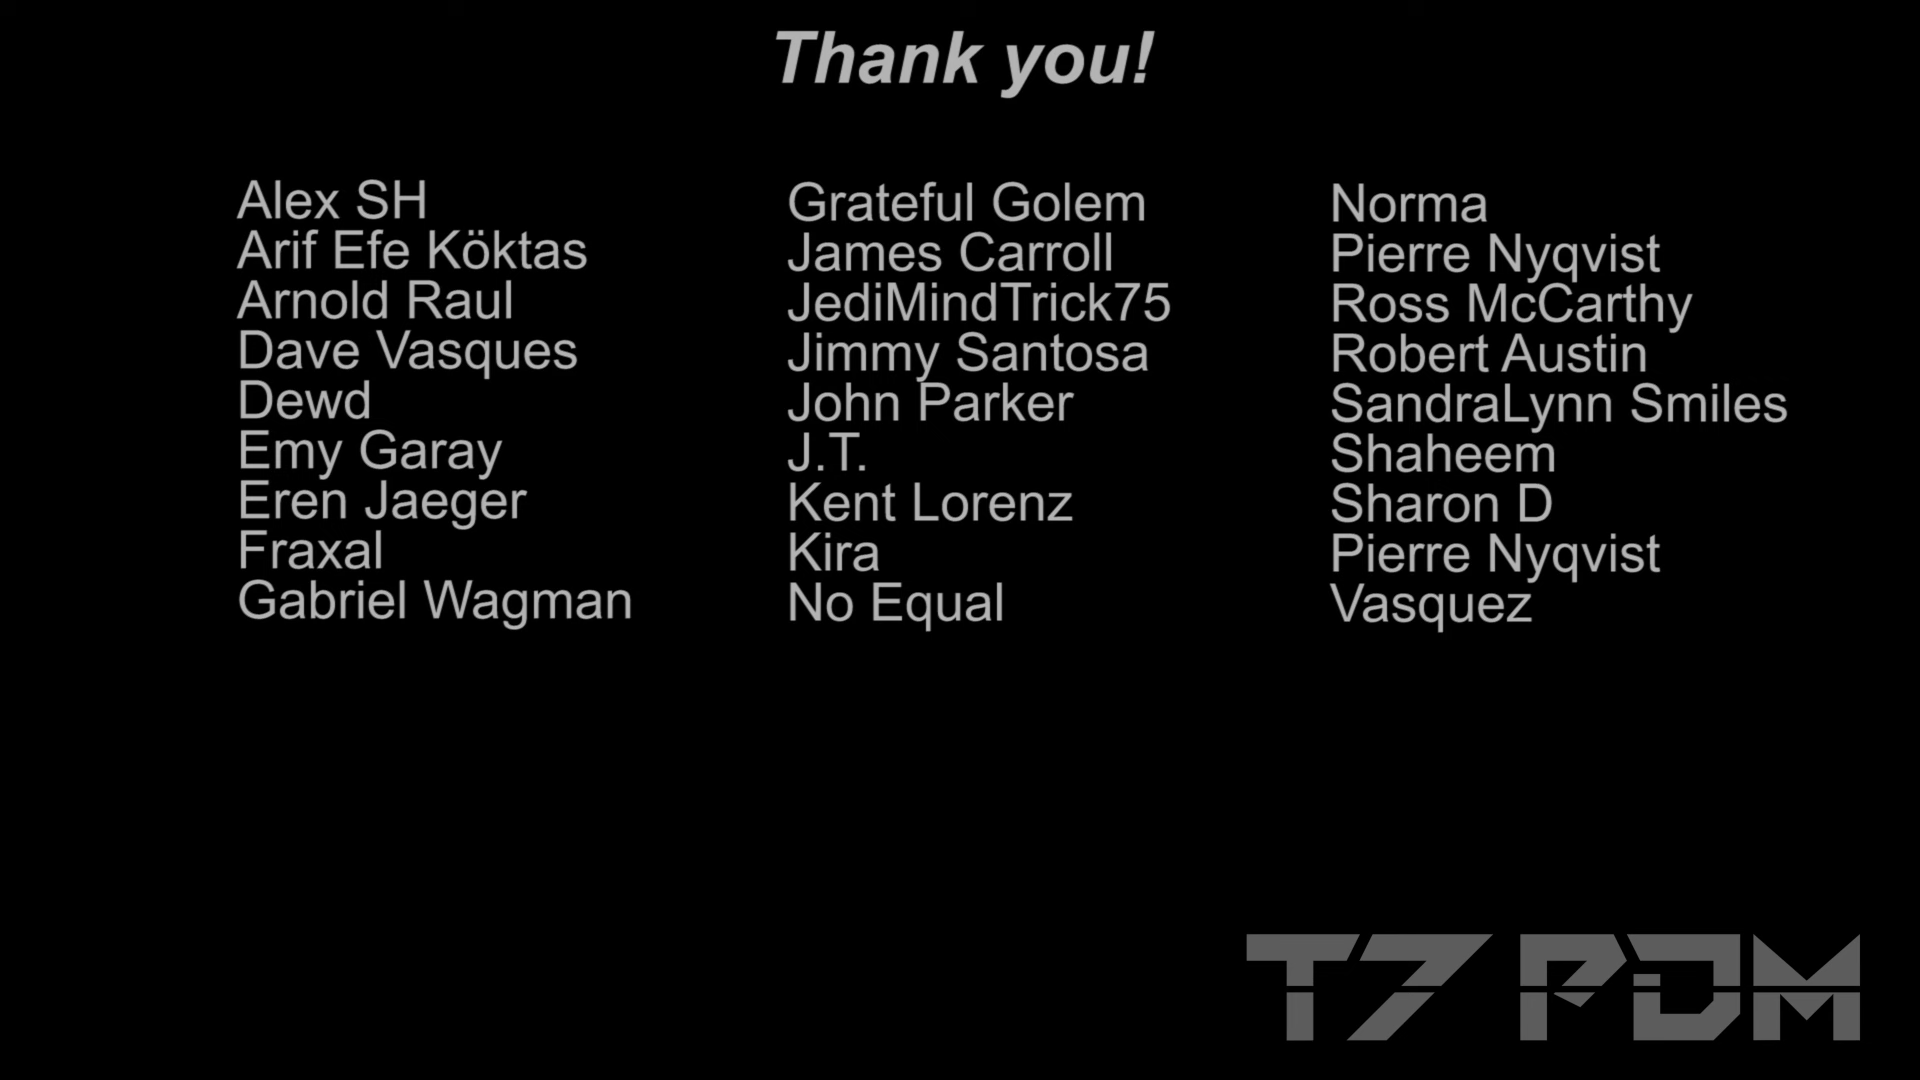 Thank you!
Alex SH
Arif Efe Köktas
Arnold Raul
Dave Vasques
Dewd
Emy Garay
Eren Jaeger
Fraxal
Gabriel Wagman
Grateful Golem
James Carroll
JediMindTrick75
Jimmy Santosa
John Parker
J.T.
Kent Lorenz
Kira
No Equal
Norma
Pierre Nyqvist
Ross McCarthy
Robert Austin
SandraLynn Smiles
Shaheem
Sharon D
Pierre Nyqvist
Vasquez
T7 PDM